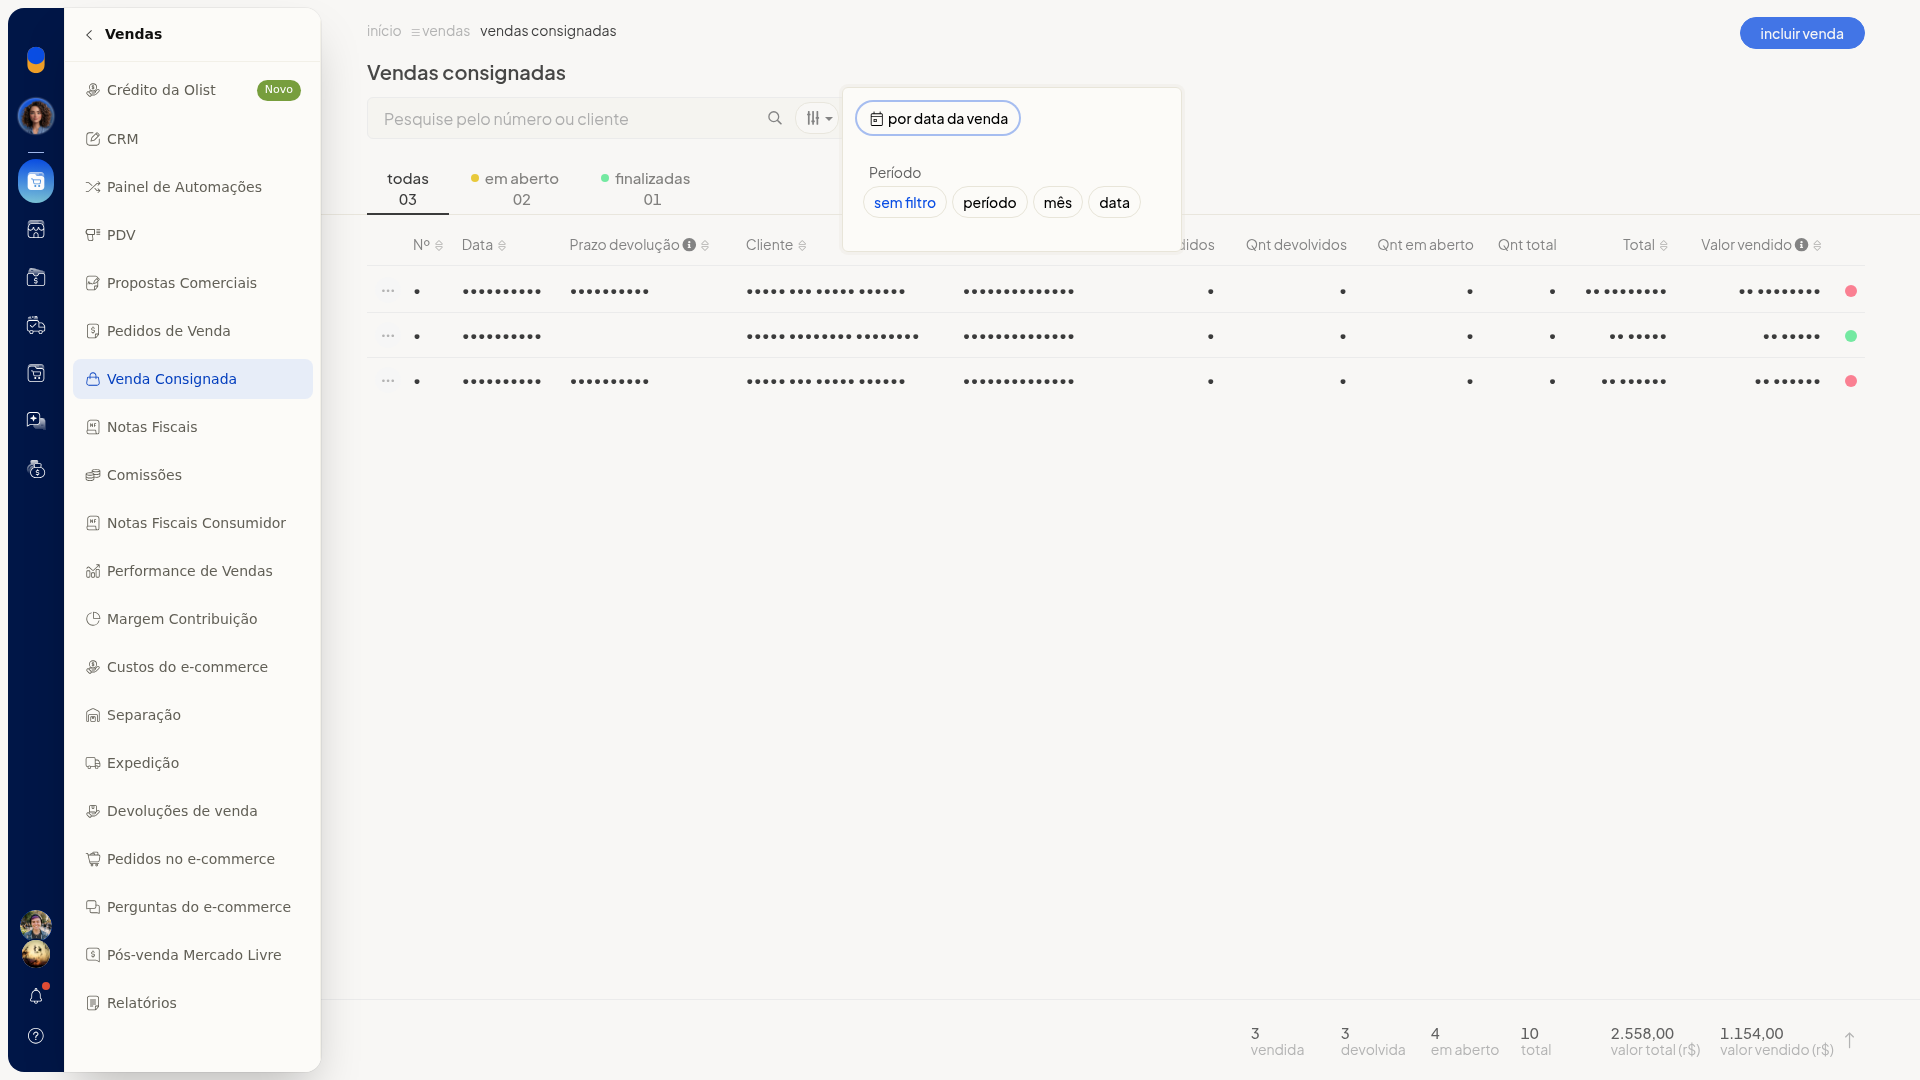 Vendas
Crédito da Olist
Novo
CRM
Painel de Automações
PDV
Propostas Comerciais
Pedidos de Venda
Venda Consignada
Notas Fiscais
Comissões
Notas Fiscais Consumidor
Performance de Vendas
Margem Contribuição
Custos do e-commerce
Separação
Expedição
Devoluções de venda
Pedidos no e-commerce
Perguntas do e-commerce
Pós-venda Mercado Livre
Relatórios
início vendas vendas consignadas
incluir venda
Vendas consignadas
Pesquise pelo número ou cliente
por data da venda
Período
sem filtro período mês data
todas em aberto finalizadas
03 02 01
Nº Data Prazo devolução Cliente Qnt devolvidos Qnt em aberto Qnt total Total Valor vendido
• •••••••••• •••••••••• ••••• ••• ••••• •••••• •••••••••••••• • • • • •• •••••••• •• ••••••••
• •••••••••• ••••• •••••••• •••••••• •••••••••••••• • • • • •• ••••• •• •••••
• •••••••••• •••••••••• ••••• ••• ••••• •••••• •••••••••••••• • • • • •• •••••• •• ••••••
3 3 4 10 2.558,00 1.154,00
vendida devolvida em aberto total valor total (r$) valor vendido (r$)